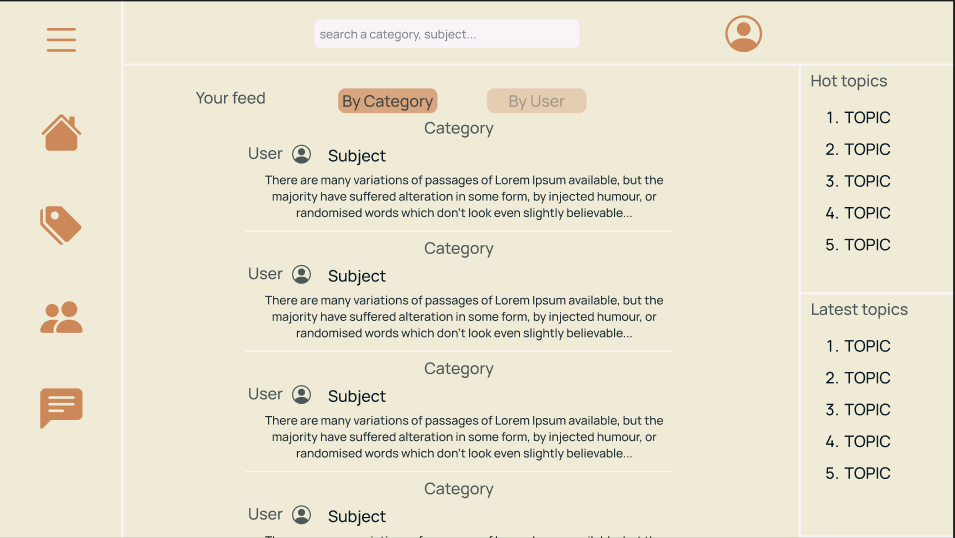 search a category, subject...
Your feed
By Category
By User
Category
User
Subject
There are many variations of passages of Lorem Ipsum available, but the
majority have suffered alteration in some form, by injected humour, or
randomised words which don't look even slightly believable...
Category
User
Subject
There are many variations of passages of Lorem Ipsum available, but the
majority have suffered alteration in some form, by injected humour, or
randomised words which don't look even slightly believable...
Category
User
Subject
There are many variations of passages of Lorem Ipsum available, but the
majority have suffered alteration in some form, by injected humour, or
randomised words which don't look even slightly believable...
Category
User
Subject
Hot topics
1. TOPIC
2. TOPIC
3. TOPIC
4. TOPIC
5. TOPIC
Latest topics
1. TOPIC
2. TOPIC
3. TOPIC
4. TOPIC
5. TOPIC